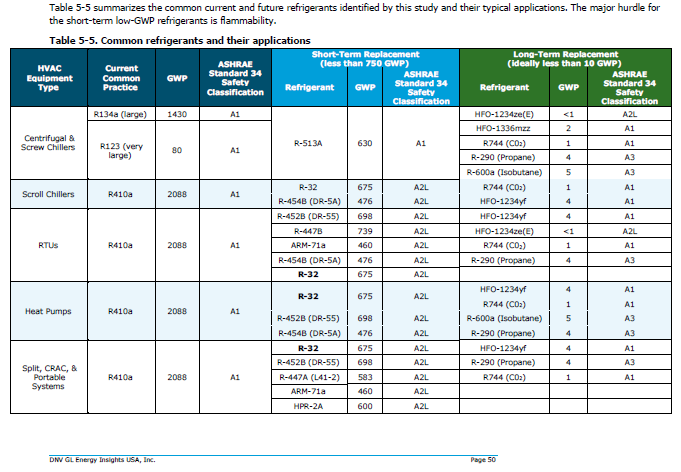 Table 5-5 summarizes the common current and future refrigerants identified by this study and their typical applications. The major hurdle for
the short-term low-GWP refrigerants is flammability.
Table 5-5. Common refrigerants and their applications
HVAC Equipment Type | Current Common Practice | GWP | ASHRAE Standard 34 Safety Classification | Short-Term Replacement (less than 750 GWP) | Long-Term Replacement (ideally less than 10 GWP)
Refrigerant | GWP | ASHRAE Standard 34 Safety Classification | Refrigerant | GWP | ASHRAE Standard 34 Safety Classification
Centrifugal & Screw Chillers | R134a (large) | 1430 | A1 | R-513A | 630 | A1 | HFO-1234ze(E) | <1 | A2L
R123 (very large) | 80 | A1 | HFO-1336mzz | 2 | A1
R744 (CO₂) | 1 | A1
R-290 (Propane) | 4 | A3
R-600a (Isobutane) | 5 | A3
Scroll Chillers | R410a | 2088 | A1 | R-32 | 675 | A2L | R744 (CO₂) | 1 | A1
R-454B (DR-5A) | 476 | A2L | HFO-1234yf | 4 | A1
RTUs | R410a | 2088 | A1 | R-452B (DR-55) | 698 | A2L | HFO-1234yf | 4 | A1
R-447B | 739 | A2L | HFO-1234ze(E) | <1 | A2L
ARM-71a | 460 | A2L | R744 (CO₂) | 1 | A1
R-454B (DR-5A) | 476 | A2L | R-290 (Propane) | 4 | A3
R-32 | 675 | A2L
Heat Pumps | R410a | 2088 | A1 | R-32 | 675 | A2L | HFO-1234yf | 4 | A1
R744 (CO₂) | 1 | A1
R-452B (DR-55) | 698 | A2L | R-600a (Isobutane) | 5 | A3
R-454B (DR-5A) | 476 | A2L | R-290 (Propane) | 4 | A3
Split, CRAC, & Portable Systems | R410a | 2088 | A1 | R-32 | 675 | A2L | HFO-1234yf | 4 | A1
R-452B (DR-55) | 698 | A2L | R-290 (Propane) | 4 | A3
R-447A (L41-2) | 583 | A2L | R744 (CO₂) | 1 | A1
ARM-71a | 460 | A2L
HPR-2A | 600 | A2L
DNV GL Energy Insights USA, Inc. Page 50